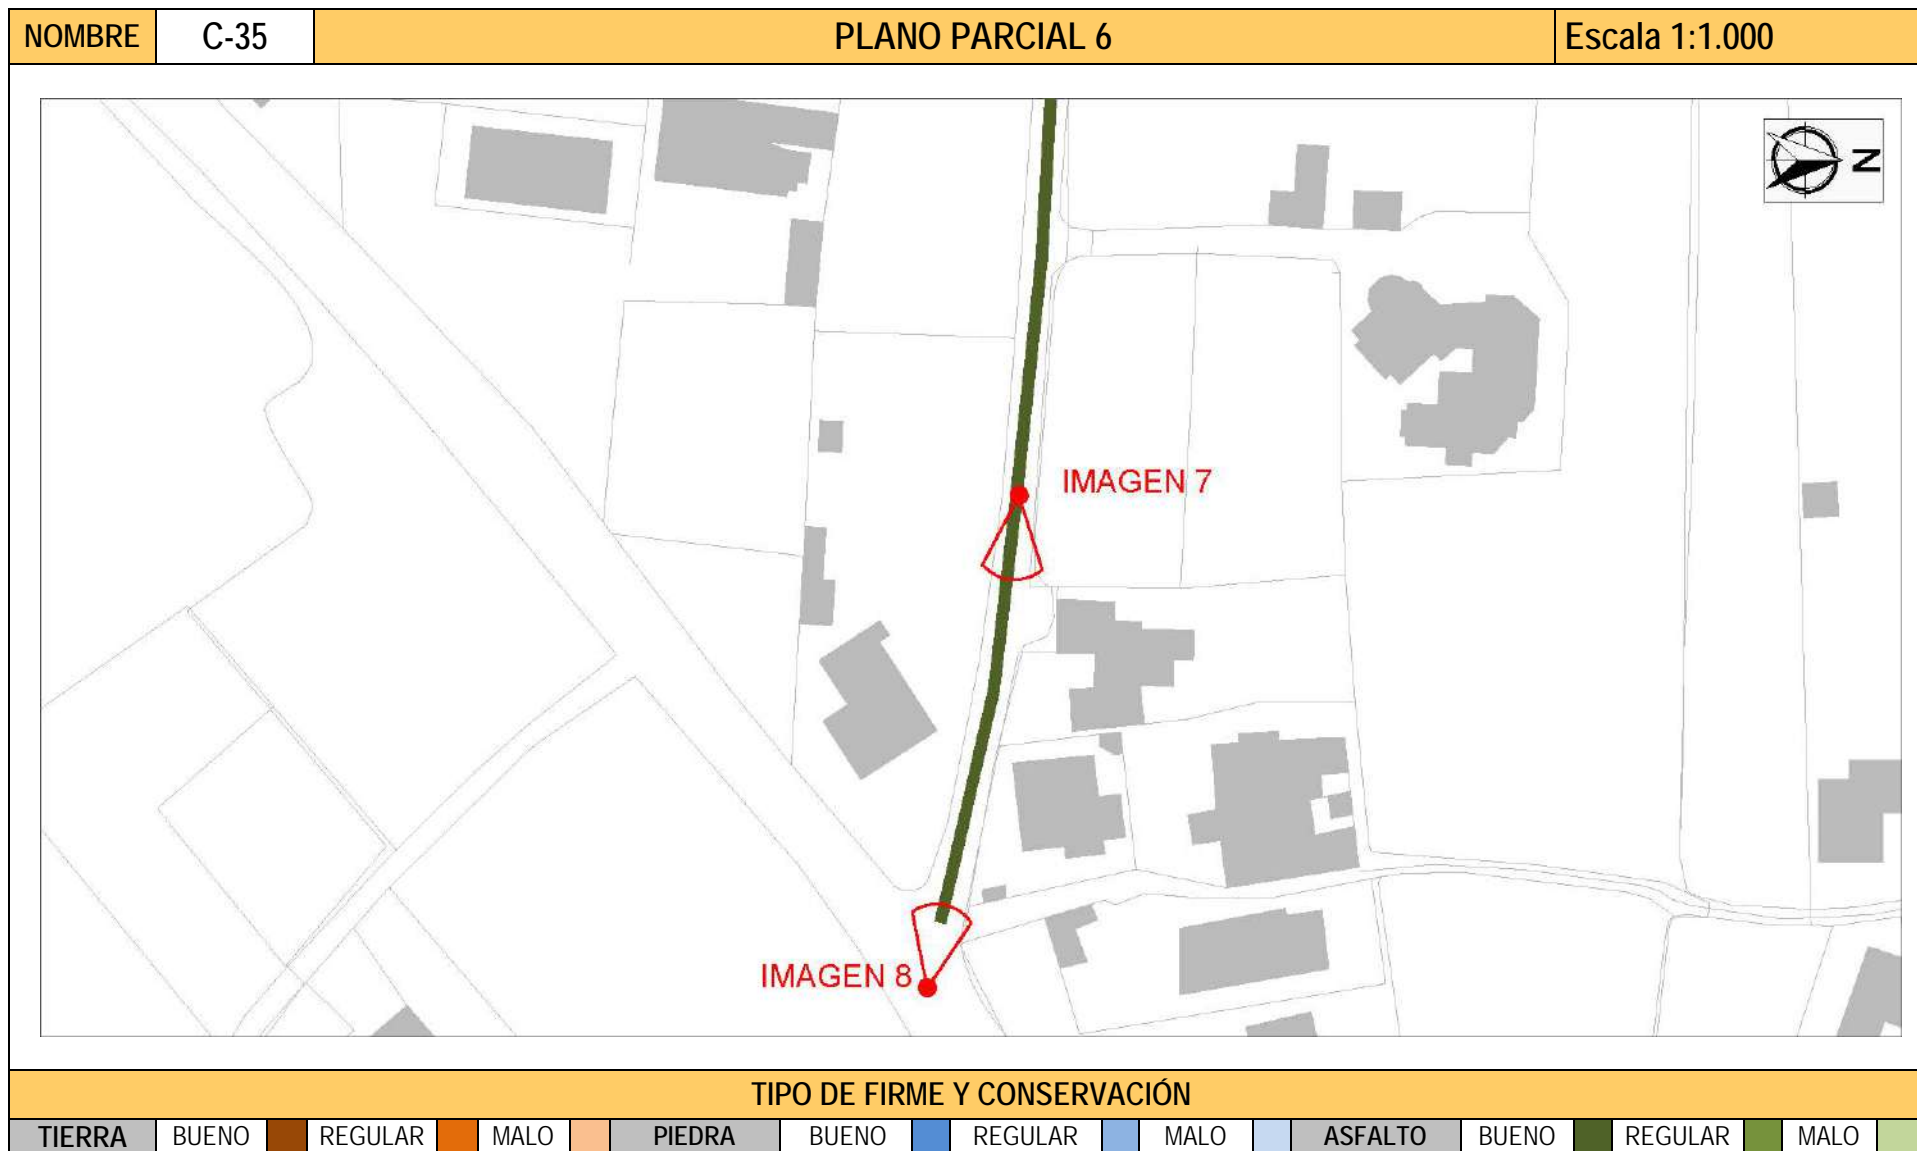 NOMBRE C-35 PLANO PARCIAL 6 Escala 1:1.000
N
IMAGEN 7
IMAGEN 8
TIPO DE FIRME Y CONSERVACIÓN
TIERRA BUENO REGULAR MALO PIEDRA BUENO REGULAR MALO ASFALTO BUENO REGULAR MALO